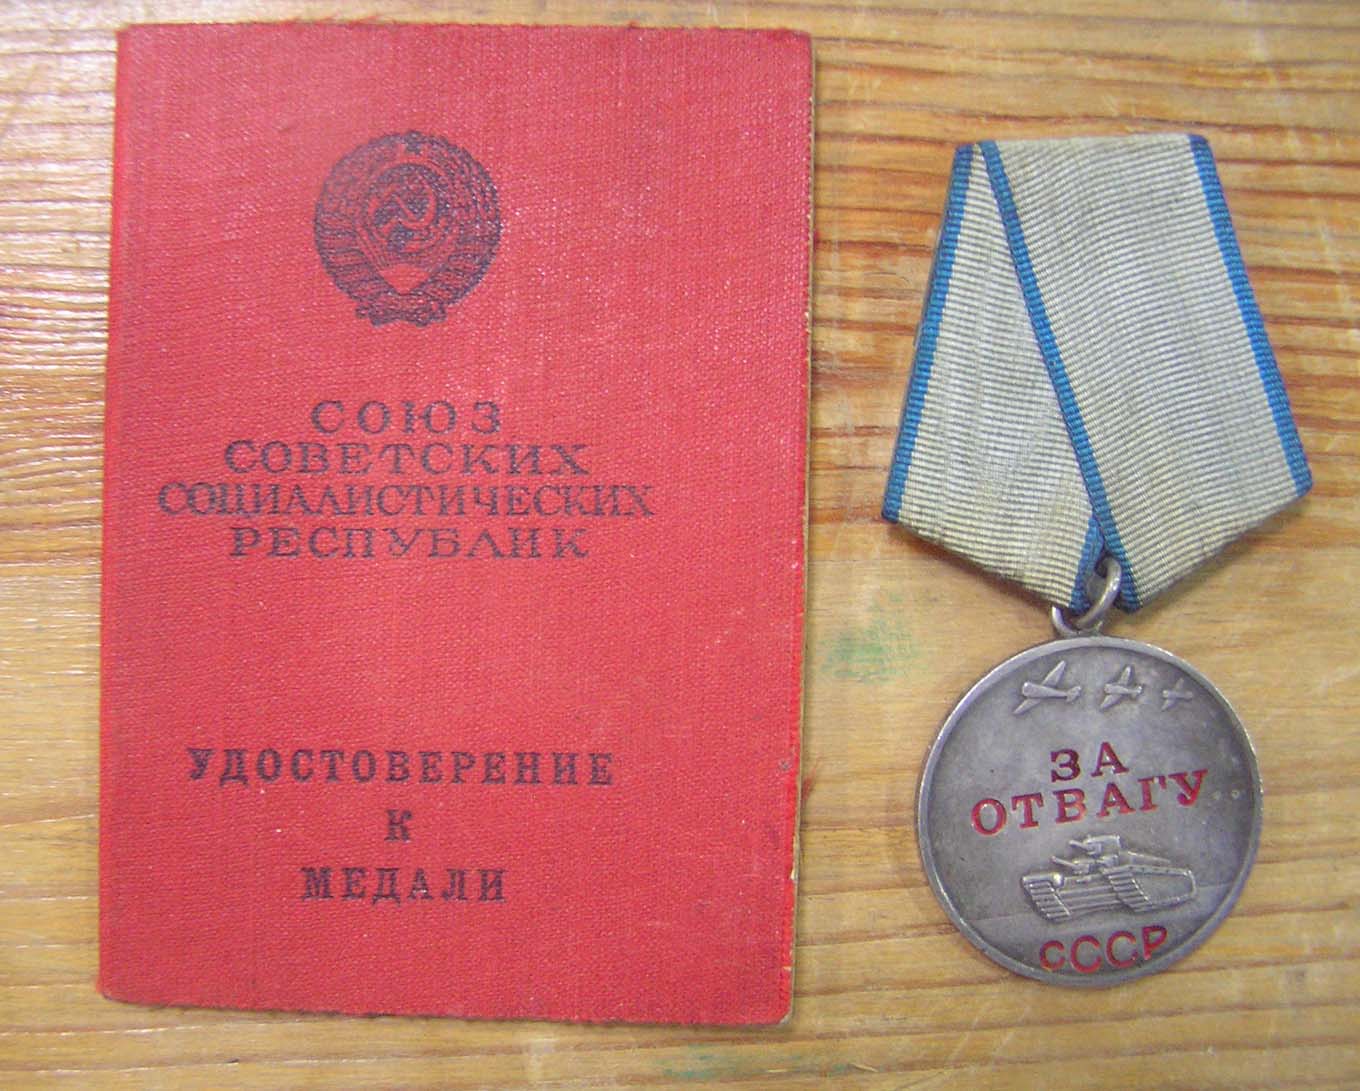 СОЮЗ
СОВЕТСКИХ
СОЦИАЛИСТИЧЕСКИХ
РЕСПУБЛИК
УДОСТОВЕРЕНИЕ
К
МЕДАЛИ
ЗА
ОТВАГУ
СССР